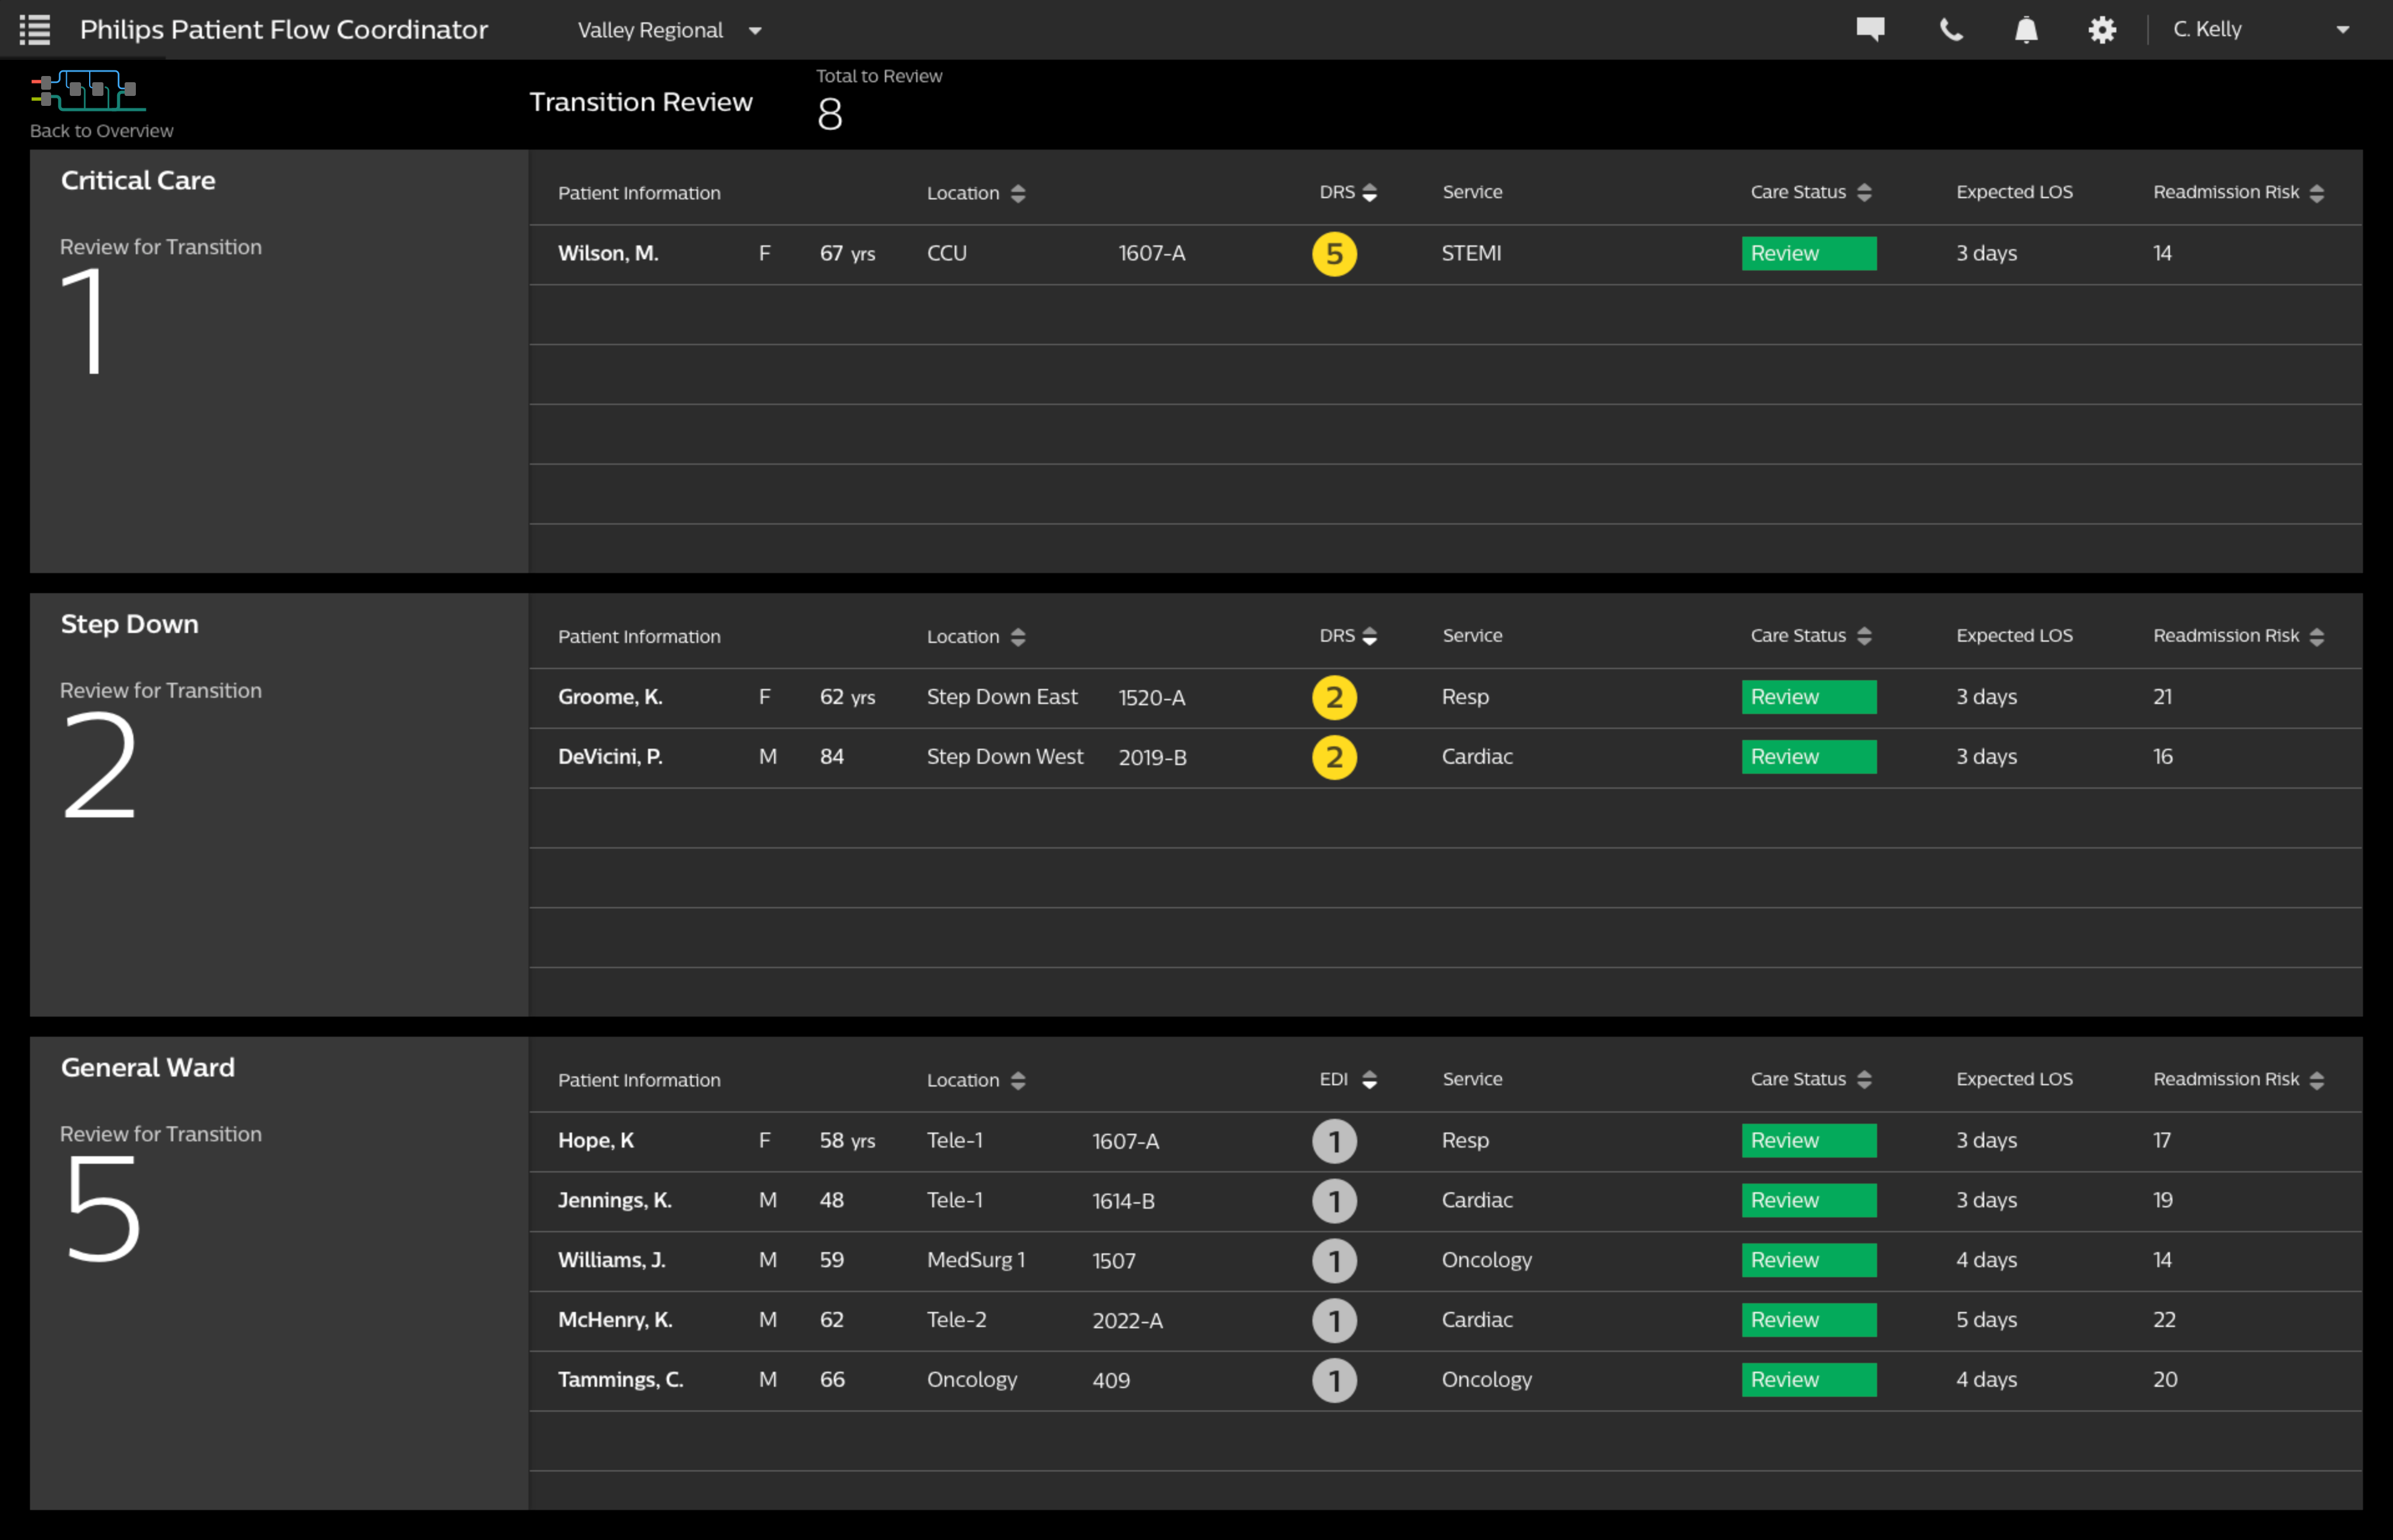 Philips Patient Flow Coordinator Valley Regional C. Kelly
Back to Overview
Transition Review
Total to Review
8
Critical Care
Review for Transition
1
Patient Information Location DRS Service Care Status Expected LOS Readmission Risk
Wilson, M. F 67 yrs CCU 1607-A 5 STEMI Review 3 days 14
Step Down
Review for Transition
2
Patient Information Location DRS Service Care Status Expected LOS Readmission Risk
Groome, K. F 62 yrs Step Down East 1520-A 2 Resp Review 3 days 21
DeVicini, P. M 84 Step Down West 2019-B 2 Cardiac Review 3 days 16
General Ward
Review for Transition
5
Patient Information Location EDI Service Care Status Expected LOS Readmission Risk
Hope, K F 58 yrs Tele-1 1607-A 1 Resp Review 3 days 17
Jennings, K. M 48 Tele-1 1614-B 1 Cardiac Review 3 days 19
Williams, J. M 59 MedSurg 1 1507 1 Oncology Review 4 days 14
McHenry, K. M 62 Tele-2 2022-A 1 Cardiac Review 5 days 22
Tammings, C. M 66 Oncology 409 1 Oncology Review 4 days 20